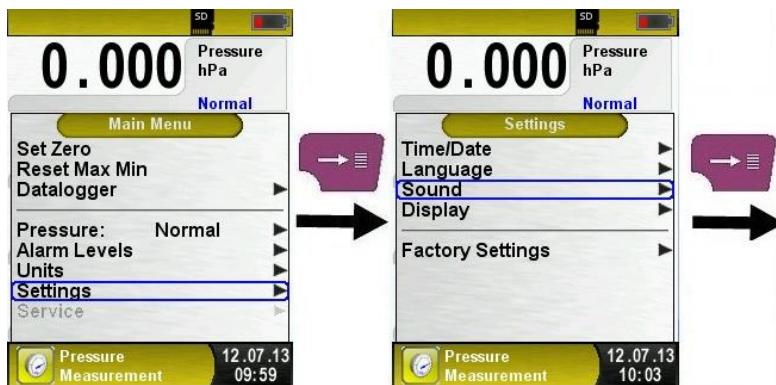 SD
0.000 Pressure
hPa
Normal
Main Menu
Set Zero
Reset Max Min
Datalogger
Pressure: Normal
Alarm Levels
Units
Settings
Service
Pressure 12.07.13
Measurement 09:59
SD
0.000 Pressure
hPa
Normal
Settings
Time/Date
Language
Sound
Display
Factory Settings
Pressure 12.07.13
Measurement 10:03